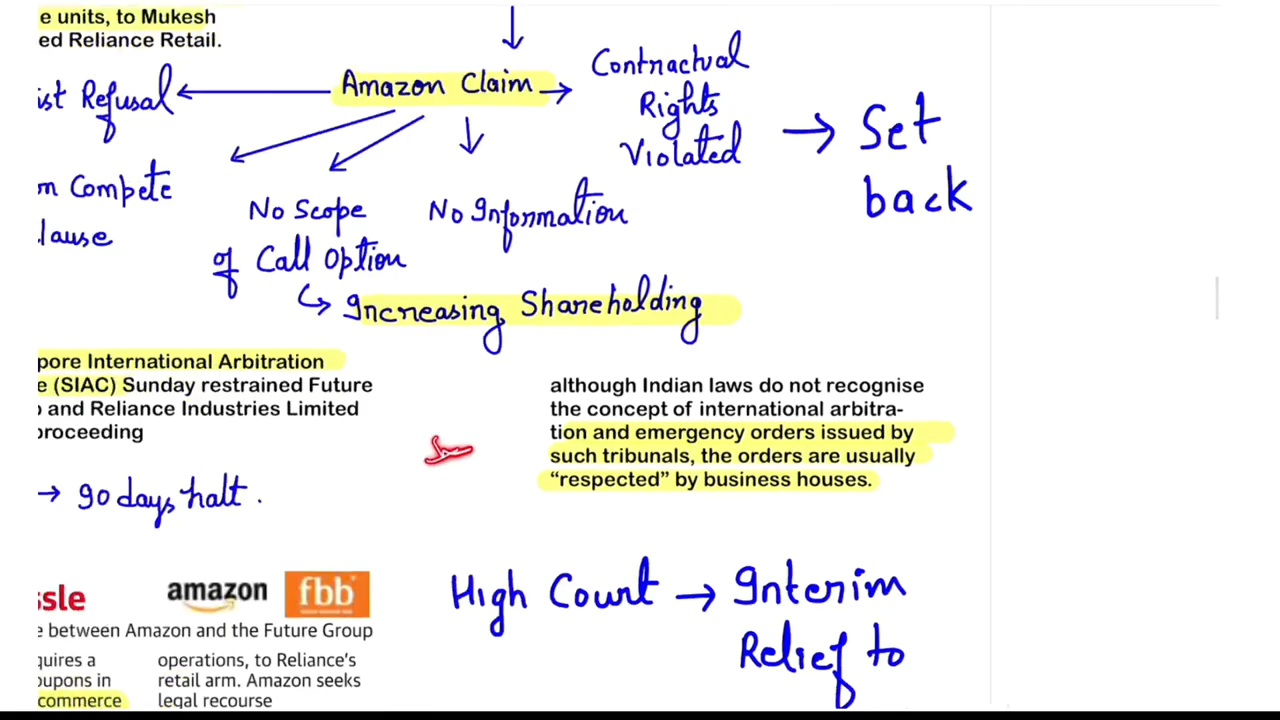 e units, to Mukesh
ed Reliance Retail.
Amazon Claim
Contractual
Rights
Violated
Set
back
ist Refusal
n Compete
lause
No Scope
of Call Option
Increasing Shareholding
No Information
pore International Arbitration
e (SIAC) Sunday restrained Future
and Reliance Industries Limited
proceeding
90 days halt.
although Indian laws do not recognise
the concept of international arbitra-
tion and emergency orders issued by
such tribunals, the orders are usually
“respected” by business houses.
High Court → Interim
Relief to
ssle
amazon
fbb
e between Amazon and the Future Group
quires a
oupons in
commerce
operations, to Reliance's
retail arm. Amazon seeks
legal recourse